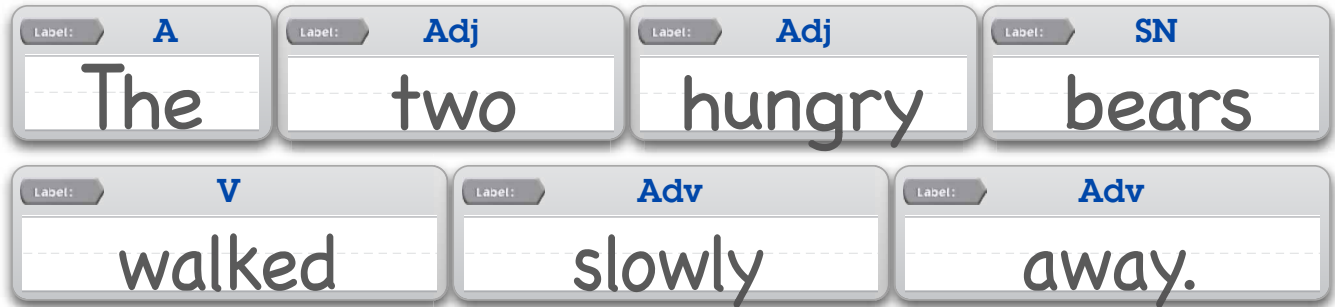 Label: A Label: Adj Label: Adj Label: SN
The two hungry bears
Label: V Label: Adv Label: Adv
walked slowly away.